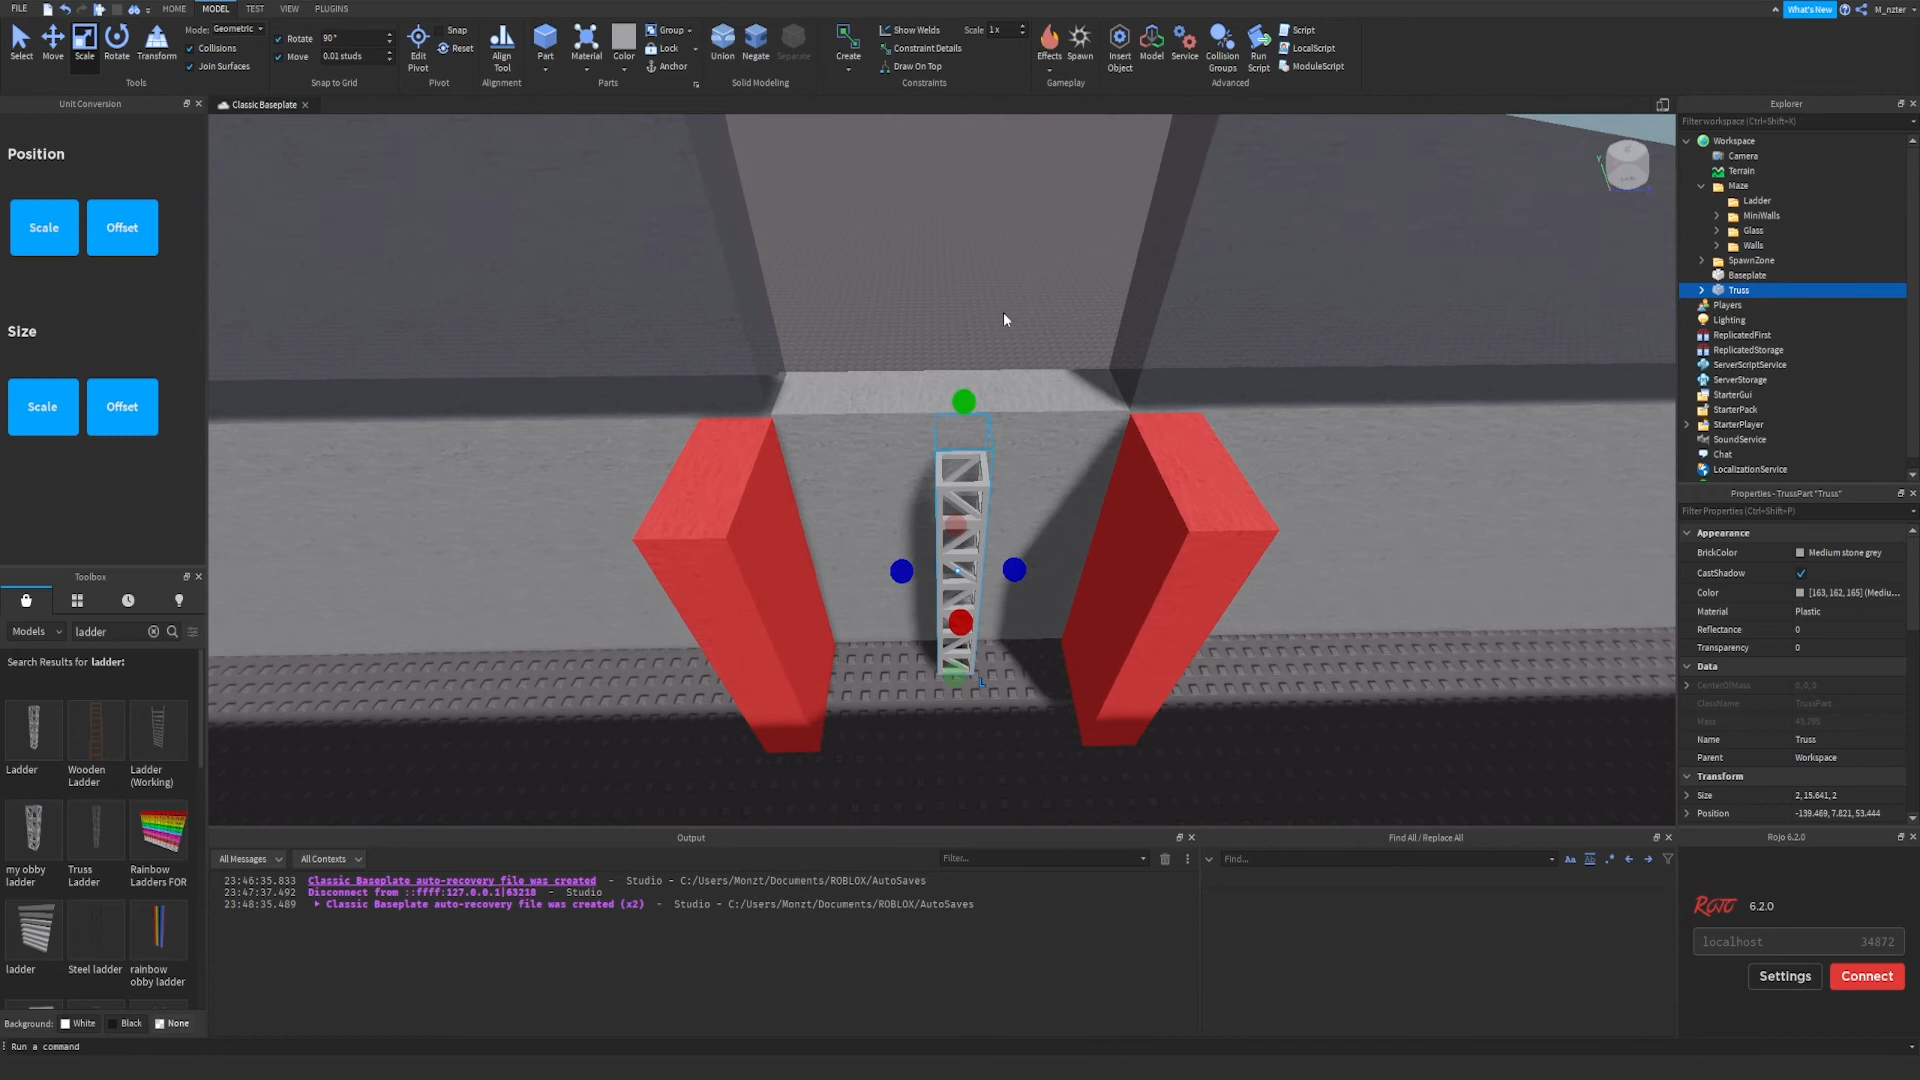 FILE HOME MODEL TEST VIEW PLUGINS What's New M_nzter
Select Move Scale Rotate Transform
Mode: Geometric
Collisions
Join Surfaces
Tools
Rotate 90°
Move 0.01 studs
Snap to Grid
Edit Pivot
Snap
Reset
Pivot
Align Tool
Alignment
Part Material Color
Group
Lock
Anchor
Parts
Union Negate Separate
Solid Modeling
Create
Show Welds Scale 1x
Constraint Details
Draw On Top
Constraints
Effects Spawn
Gameplay
Insert Object
Model
Service
Collision Groups
Run Script
Script
LocalScript
ModuleScript
Advanced
Unit Conversion
Position
Scale Offset
Size
Scale Offset
Classic Baseplate
Explorer
Filter workspace (Ctrl+Shift+X)
Workspace
Camera
Terrain
Maze
Ladder
MiniWalls
Glass
Walls
SpawnZone
Baseplate
Truss
Players
Lighting
ReplicatedFirst
ReplicatedStorage
ServerScriptService
ServerStorage
StarterGui
StarterPack
StarterPlayer
SoundService
Chat
LocalizationService
Properties - TrussPart "Truss"
Filter Properties (Ctrl+Shift+P)
Appearance
BrickColor Medium stone grey
CastShadow
Color [163, 162, 165] (Mediu...
Material Plastic
Reflectance 0
Transparency 0
Data
CenterOfMass 0, 0, 0
ClassName TrussPart
Mass 43.795
Name Truss
Parent Workspace
Transform
Size 2, 15.641, 2
Position -139.469, 7.821, 53.444
Toolbox
Models ladder
Search Results for ladder:
Ladder
Wooden Ladder
Ladder (Working)
my obby ladder
Truss Ladder
Rainbow Ladders FOR
ladder
Steel ladder
rainbow obby ladder
Background: White Black None
Run a command
Output
All Messages All Contexts Filter...
23:46:35.833 Classic Baseplate auto-recovery file was created - Studio - C:/Users/Monzt/Documents/ROBLOX/AutoSaves
23:47:37.492 Disconnect from ::ffff:127.0.0.1|63218 - Studio
23:48:35.489 Classic Baseplate auto-recovery file was created (x2) - Studio - C:/Users/Monzt/Documents/ROBLOX/AutoSaves
Find All / Replace All
Find... Aa Ab .*
Rojo 6.2.0
ROJO 6.2.0
localhost 34872
Settings Connect